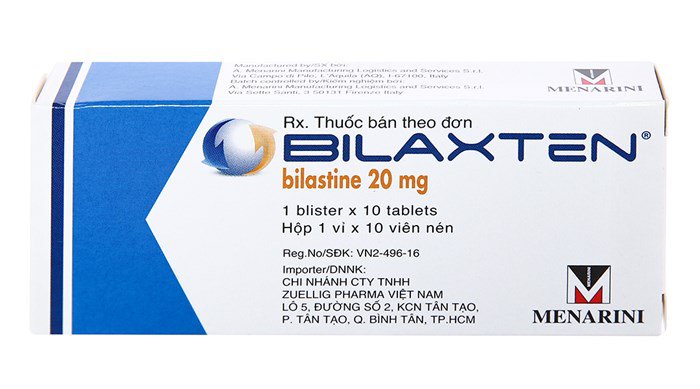 Manufactured by/SX bởi:
A. Menarini Manufacturing Logistics and Services S.r.l.
Via Campo di Pile, L'Aquila (AQ), I-67100, Italy
Batch controlled by/Kiểm nghiệm bởi:
A. Menarini Manufacturing Logistics and Services S.r.l.
Via Sette Santi, 3 50131 Firenze Italy
MENARINI
Rx. Thuốc bán theo đơn
BILAXTEN®
bilastine 20 mg
1 blister x 10 tablets
Hộp 1 vỉ x 10 viên nén
Reg.No/SĐK: VN2-496-16
Importer/DNNK:
CHI NHÁNH CTY TNHH
ZUELLIG PHARMA VIỆT NAM
LÔ 5, ĐƯỜNG SỐ 2, KCN TÂN TẠO,
P. TÂN TẠO, Q. BÌNH TÂN, TP.HCM
MENARINI
MENARINI